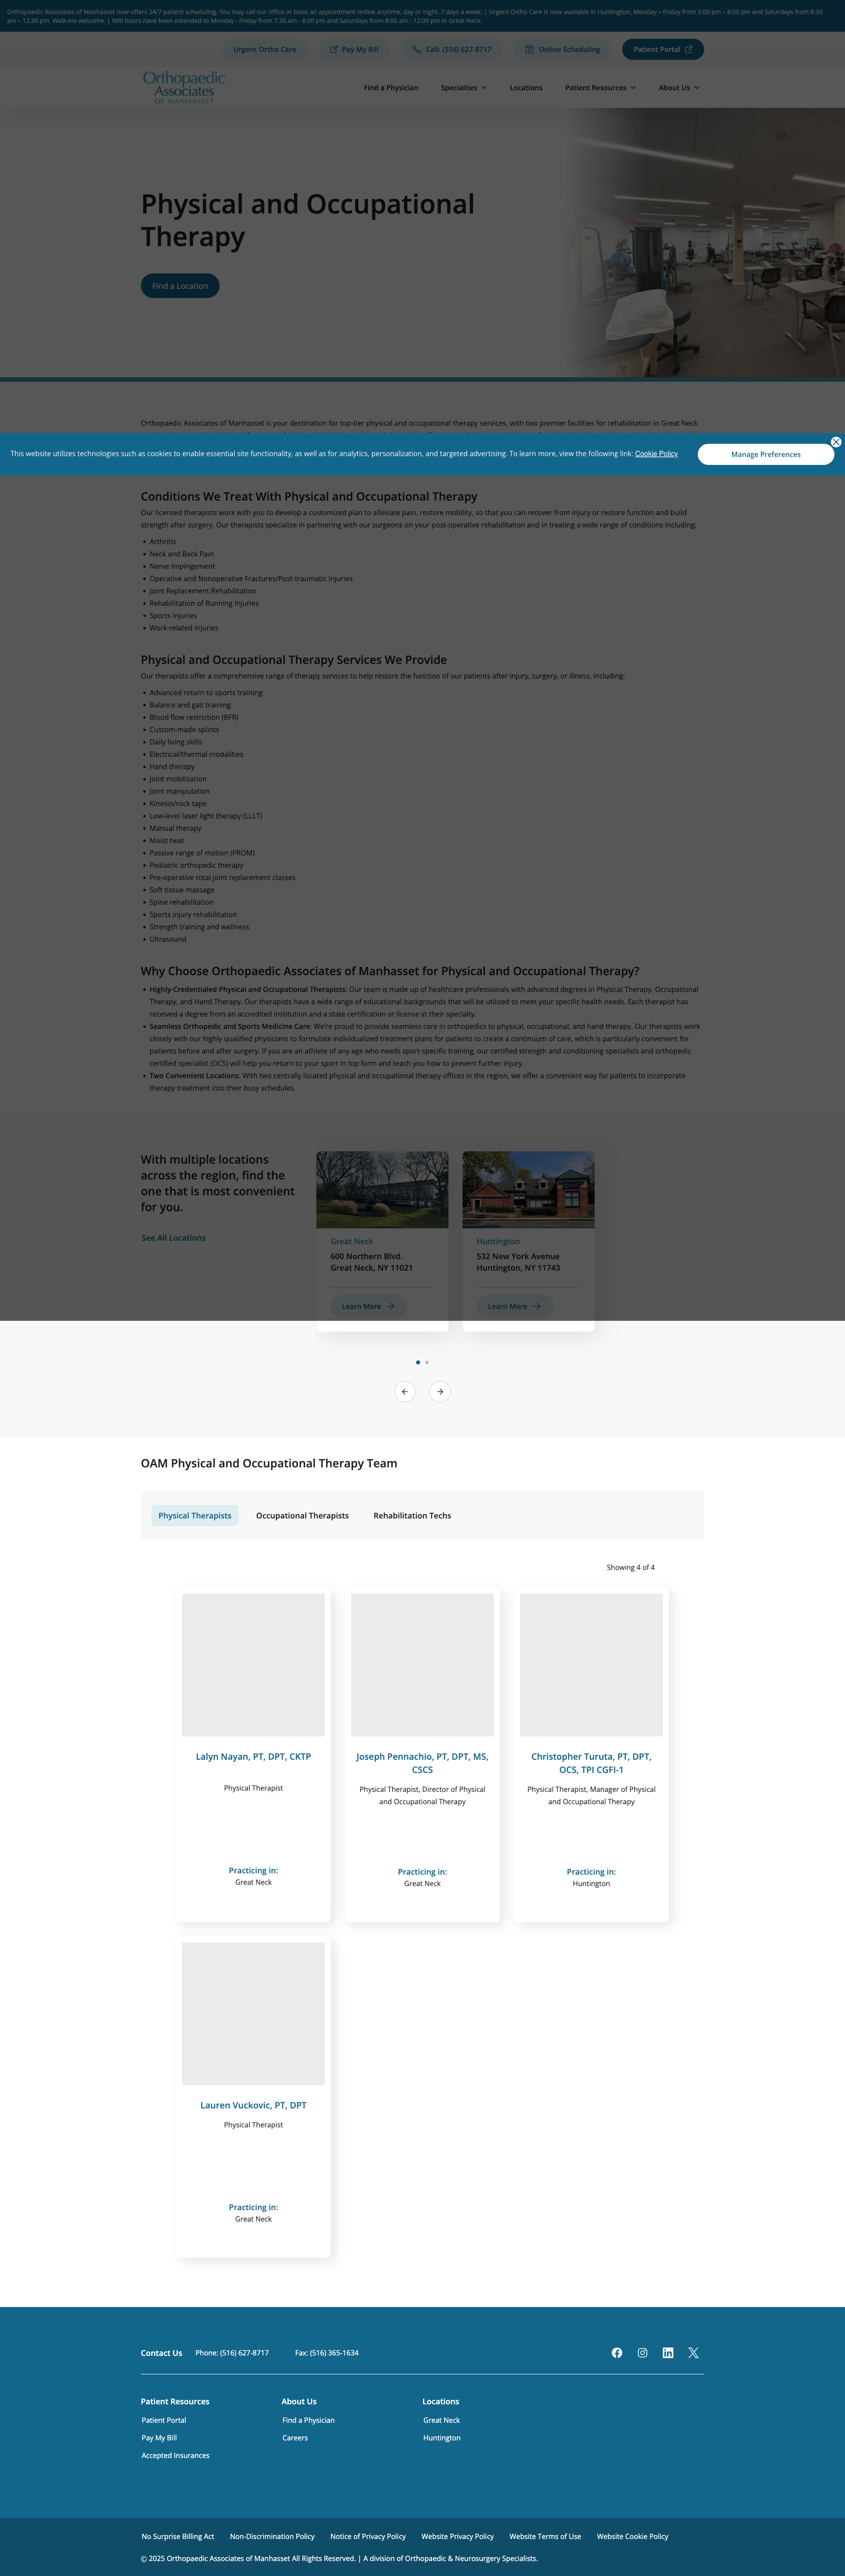 Orthopaedic Associates of Manhasset now offers 24/7 patient scheduling. You may call our office or book an appointment online anytime, day or night, 7 days a week. | Urgent Ortho Care is now available in Huntington, Monday – Friday from 5:00 pm – 8:00 pm and Saturdays from 8:30
am – 12:30 pm. Walk-ins welcome. | MRI hours have been extended to Monday - Friday from 7:30 am - 8:00 pm and Saturdays from 8:00 am - 12:00 pm in Great Neck.
Urgent Ortho Care
Pay My Bill
Call: (516) 627-8717
Online Scheduling
Patient Portal
Orthopaedic
Associates
OF MANHASSET
Find a Physician
Specialties
Locations
Patient Resources
About Us
Physical and Occupational
Therapy
Find a Location
Orthopaedic Associates of Manhasset is your destination for top-tier physical and occupational therapy services, with two premier facilities for rehabilitation in Great Neck
This website utilizes technologies such as cookies to enable essential site functionality, as well as for analytics, personalization, and targeted advertising. To learn more, view the following link: Cookie Policy
Manage Preferences
Conditions We Treat With Physical and Occupational Therapy
Our licensed therapists work with you to develop a customized plan to alleviate pain, restore mobility, so that you can recover from injury or restore function and build
strength after surgery. Our therapists specialize in partnering with our surgeons on your post-operative rehabilitation and in treating a wide range of conditions including:
• Arthritis
• Neck and Back Pain
• Nerve Impingement
• Operative and Nonoperative Fractures/Post-traumatic Injuries
• Joint Replacement Rehabilitation
• Rehabilitation of Running Injuries
• Sports Injuries
• Work-related injuries
Physical and Occupational Therapy Services We Provide
Our therapists offer a comprehensive range of therapy services to help restore the function of our patients after injury, surgery, or illness, including:
• Advanced return to sports training
• Balance and gait training
• Blood flow restriction (BFR)
• Custom-made splints
• Daily living skills
• Electrical/thermal modalities
• Hand therapy
• Joint mobilization
• Joint manipulation
• Kinesio/rock tape
• Low-level laser light therapy (LLLT)
• Manual therapy
• Moist heat
• Passive range of motion (PROM)
• Pediatric orthopedic therapy
• Pre-operative total joint replacement classes
• Soft tissue massage
• Spine rehabilitation
• Sports injury rehabilitation
• Strength training and wellness
• Ultrasound
Why Choose Orthopaedic Associates of Manhasset for Physical and Occupational Therapy?
• Highly-Credentialed Physical and Occupational Therapists: Our team is made up of healthcare professionals with advanced degrees in Physical Therapy, Occupational
Therapy, and Hand Therapy. Our therapists have a wide range of educational backgrounds that will be utilized to meet your specific health needs. Each therapist has
received a degree from an accredited institution and a state certification or license in their specialty.
• Seamless Orthopedic and Sports Medicine Care: We're proud to provide seamless care in orthopedics to physical, occupational, and hand therapy. Our therapists work
closely with our highly qualified physicians to formulate individualized treatment plans for patients to create a continuum of care, which is particularly convenient for
patients before and after surgery. If you are an athlete of any age who needs sport-specific training, our certified strength and conditioning specialists and orthopedic
certified specialist (OCS) will help you return to your sport in top form and teach you how to prevent further injury.
• Two Convenient Locations: With two centrally located physical and occupational therapy offices in the region, we offer a convenient way for patients to incorporate
therapy treatment into their busy schedules.
With multiple locations
across the region, find the
one that is most convenient
for you.
See All Locations
Great Neck
600 Northern Blvd.
Great Neck, NY 11021
Learn More
Huntington
532 New York Avenue
Huntington, NY 11743
Learn More
OAM Physical and Occupational Therapy Team
Physical Therapists
Occupational Therapists
Rehabilitation Techs
Showing 4 of 4
Lalyn Nayan, PT, DPT, CKTP
Physical Therapist
Practicing in:
Great Neck
Joseph Pennachio, PT, DPT, MS,
CSCS
Physical Therapist, Director of Physical
and Occupational Therapy
Practicing in:
Great Neck
Christopher Turuta, PT, DPT,
OCS, TPI CGFI-1
Physical Therapist, Manager of Physical
and Occupational Therapy
Practicing in:
Huntington
Lauren Vuckovic, PT, DPT
Physical Therapist
Practicing in:
Great Neck
Contact Us
Phone: (516) 627-8717
Fax: (516) 365-1634
Patient Resources
Patient Portal
Pay My Bill
Accepted Insurances
About Us
Find a Physician
Careers
Locations
Great Neck
Huntington
No Surprise Billing Act
Non-Discrimination Policy
Notice of Privacy Policy
Website Privacy Policy
Website Terms of Use
Website Cookie Policy
© 2025 Orthopaedic Associates of Manhasset All Rights Reserved. | A division of Orthopaedic & Neurosurgery Specialists.